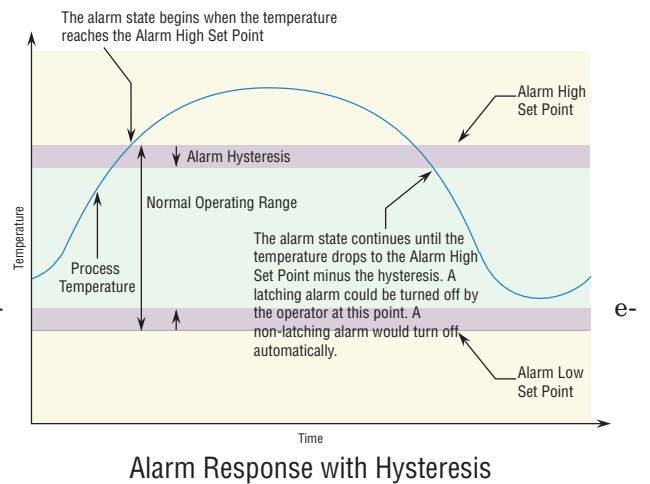 The alarm state begins when the temperature
reaches the Alarm High Set Point
Alarm High
Set Point
Alarm Hysteresis
Normal Operating Range
Temperature
Process
Temperature
The alarm state continues until the
temperature drops to the Alarm High
Set Point minus the hysteresis. A
latching alarm could be turned off by
the operator at this point. A
non-latching alarm would turn off
automatically.
e-
Alarm Low
Set Point
Time
Alarm Response with Hysteresis